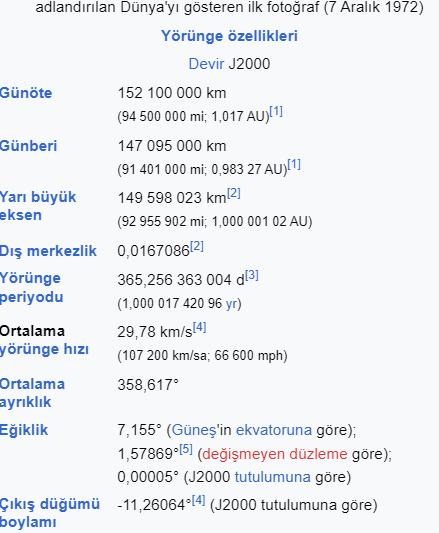 adlandırılan Dünya'yı gösteren ilk fotoğraf (7 Aralık 1972)
Yörünge özellikleri
Devir J2000
Günöte 152 100 000 km
(94 500 000 mi; 1,017 AU)[1]
Günberi 147 095 000 km
(91 401 000 mi; 0,983 27 AU)[1]
Yarı büyük eksen 149 598 023 km[2]
(92 955 902 mi; 1,000 001 02 AU)
Dış merkezlik 0,0167086[2]
Yörünge periyodu 365,256 363 004 d[3]
(1,000 017 420 96 yr)
Ortalama yörünge hızı 29,78 km/s[4]
(107 200 km/sa; 66 600 mph)
Ortalama ayrıklık 358,617°
Eğiklik 7,155° (Güneş'in ekvatoruna göre);
1,57869°[5] (değişmeyen düzleme göre);
0,00005° (J2000 tutulumuna göre)
Çıkış düğümü boylamı -11,26064°[4] (J2000 tutulumuna göre)